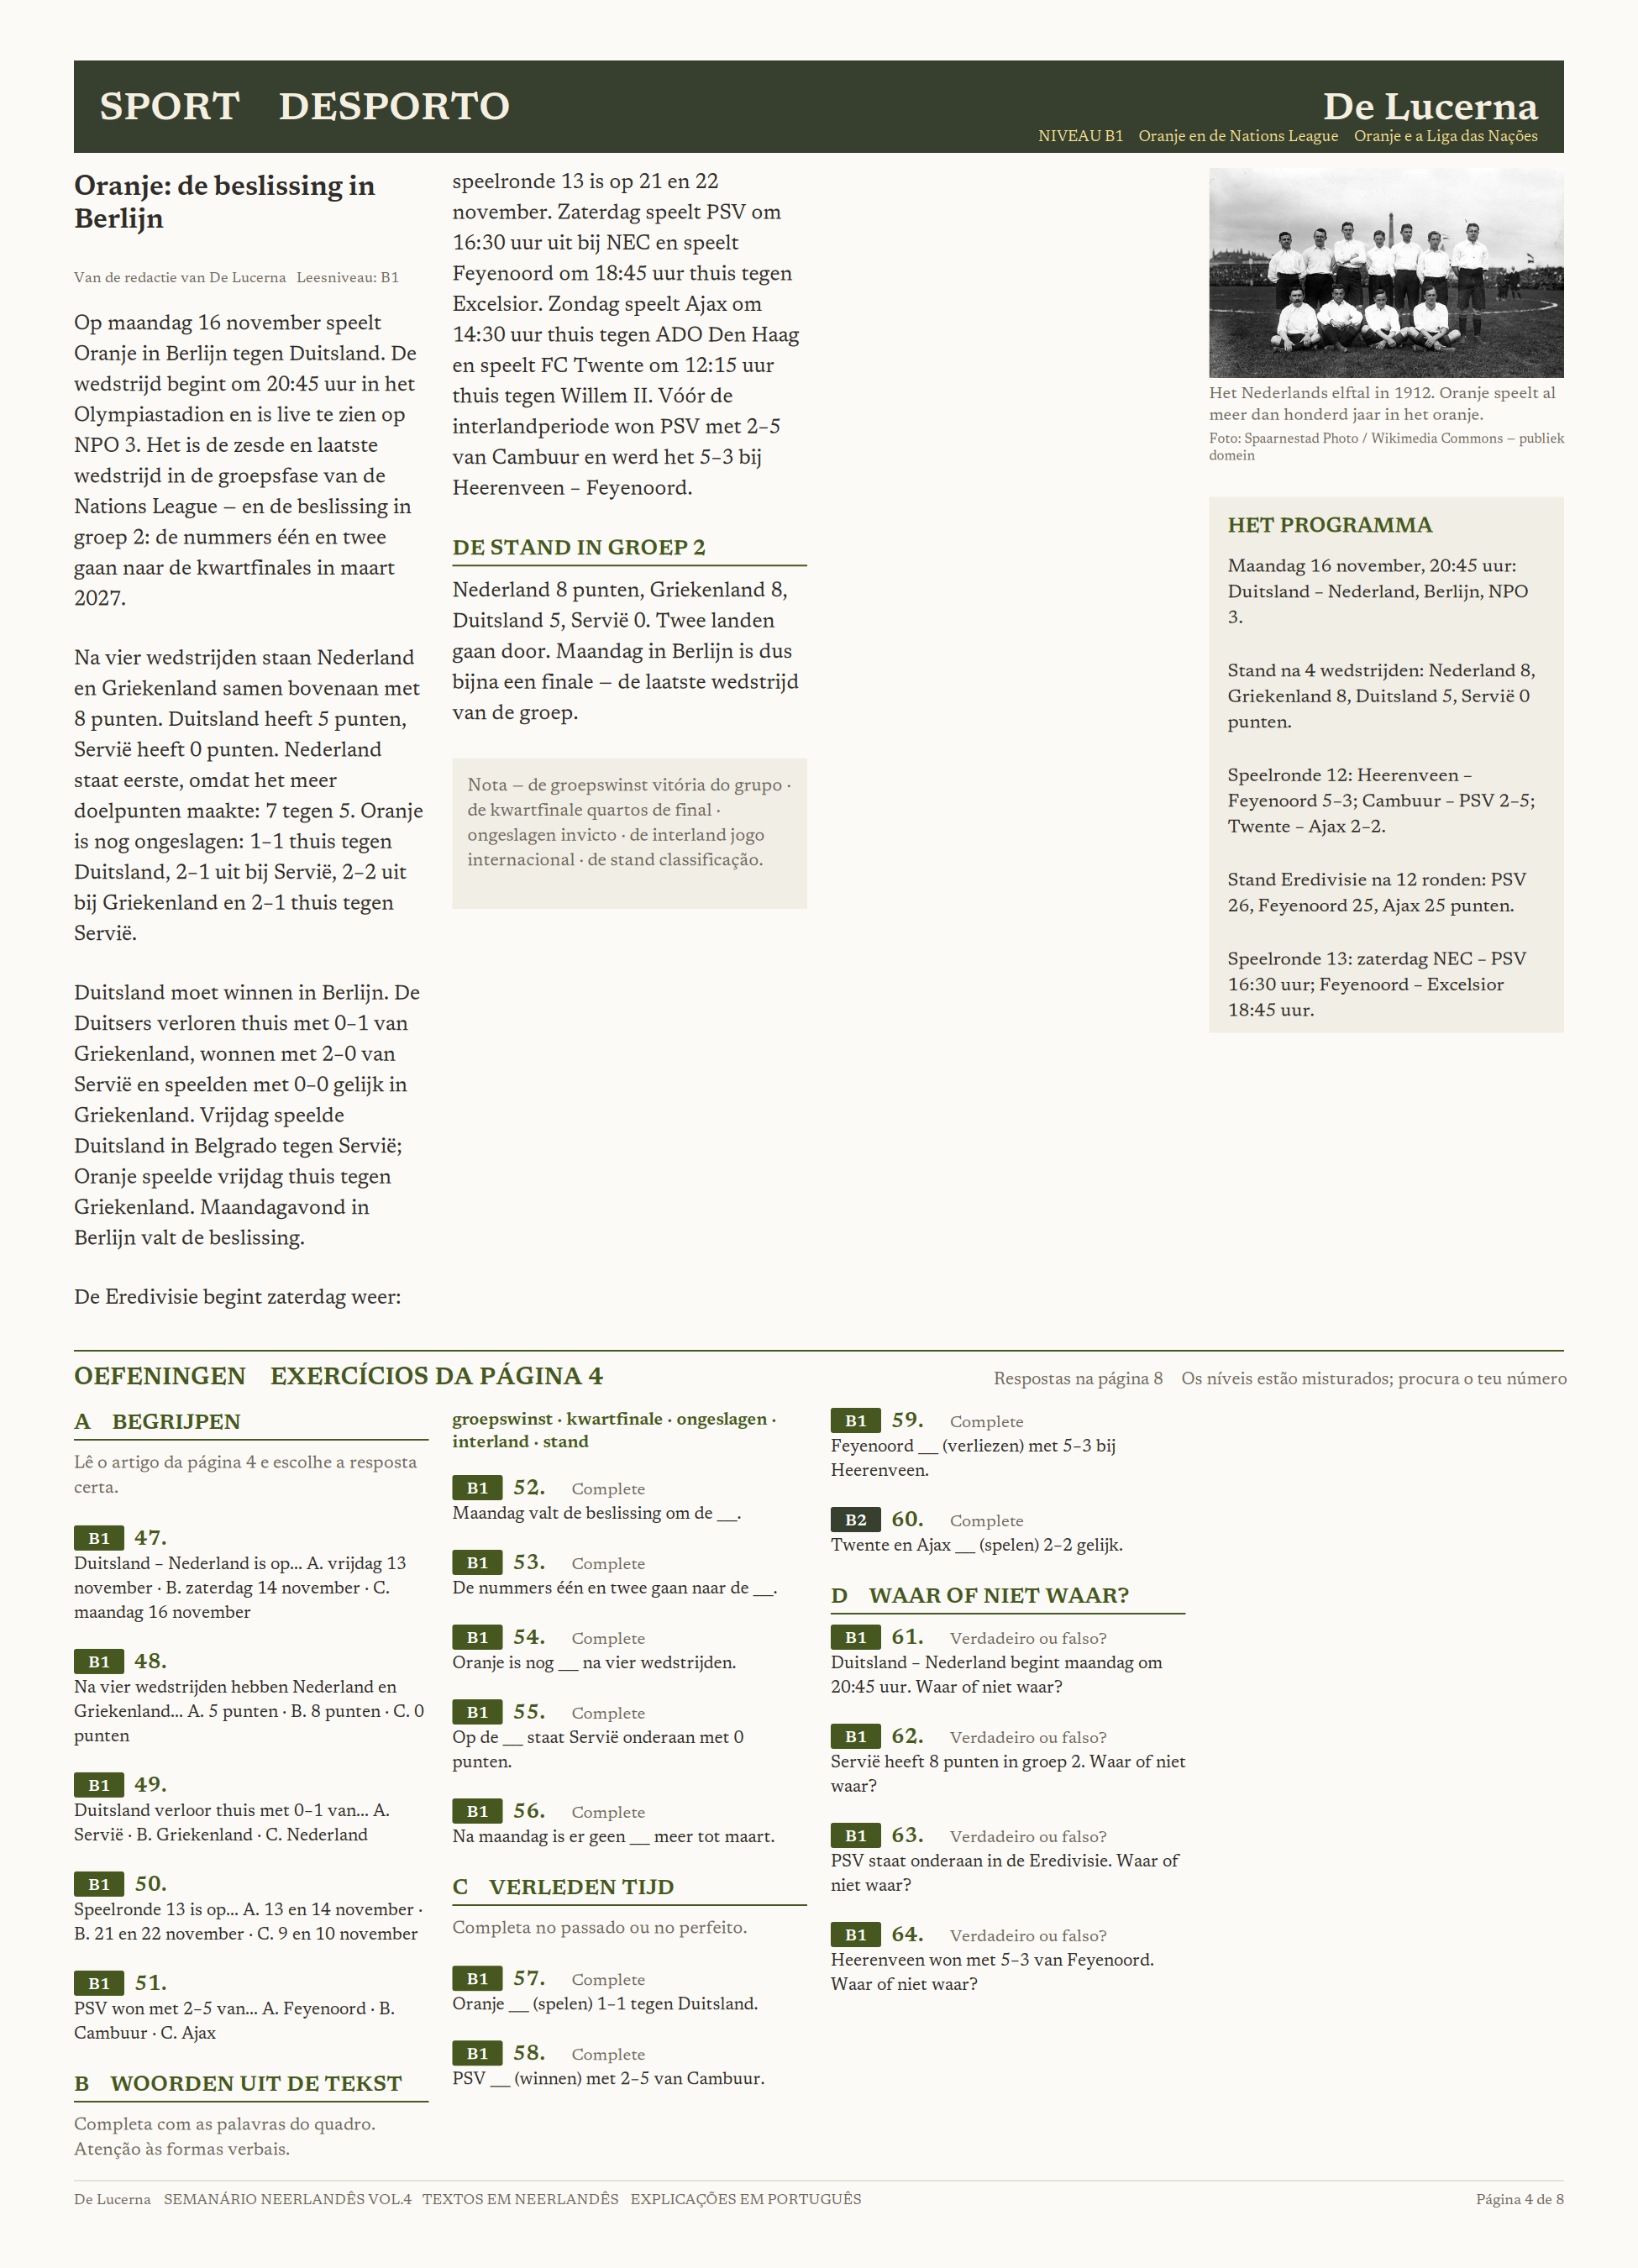 SPORT DESPORTO
De Lucerna
NIVEAU B1 Oranje en de Nations League Oranje e a Liga das Nações
Oranje: de beslissing in
Berlijn
Van de redactie van De Lucerna Leesniveau: B1
Op maandag 16 november speelt
Oranje in Berlijn tegen Duitsland. De
wedstrijd begint om 20:45 uur in het
Olympiastadion en is live te zien op
NPO 3. Het is de zesde en laatste
wedstrijd in de groepsfase van de
Nations League – en de beslissing in
groep 2: de nummers één en twee
gaan naar de kwartfinales in maart
2027.
Na vier wedstrijden staan Nederland
en Griekenland samen bovenaan met
8 punten. Duitsland heeft 5 punten,
Servië heeft 0 punten. Nederland
staat eerste, omdat het meer
doelpunten maakte: 7 tegen 5. Oranje
is nog ongeslagen: 1–1 thuis tegen
Duitsland, 2–1 uit bij Servië, 2–2 uit
bij Griekenland en 2–1 thuis tegen
Servië.
Duitsland moet winnen in Berlijn. De
Duitsers verloren thuis met 0–1 van
Griekenland, wonnen met 2–0 van
Servië en speelden met 0–0 gelijk in
Griekenland. Vrijdag speelde
Duitsland in Belgrado tegen Servië;
Oranje speelde vrijdag thuis tegen
Griekenland. Maandagavond in
Berlijn valt de beslissing.
De Eredivisie begint zaterdag weer:
speelronde 13 is op 21 en 22
november. Zaterdag speelt PSV om
16:30 uur uit bij NEC en speelt
Feyenoord om 18:45 uur thuis tegen
Excelsior. Zondag speelt Ajax om
14:30 uur thuis tegen ADO Den Haag
en speelt FC Twente om 12:15 uur
thuis tegen Willem II. Vóór de
interlandperiode won PSV met 2–5
van Cambuur en werd het 5–3 bij
Heerenveen – Feyenoord.
DE STAND IN GROEP 2
Nederland 8 punten, Griekenland 8,
Duitsland 5, Servië 0. Twee landen
gaan door. Maandag in Berlijn is dus
bijna een finale – de laatste wedstrijd
van de groep.
Nota – de groepswinst vitória do grupo ·
de kwartfinale quartos de final ·
ongeslagen invicto · de interland jogo
internacional · de stand classificação.
Het Nederlands elftal in 1912. Oranje speelt al
meer dan honderd jaar in het oranje.
Foto: Spaarnestad Photo / Wikimedia Commons – publiek
domein
HET PROGRAMMA
Maandag 16 november, 20:45 uur:
Duitsland – Nederland, Berlijn, NPO
3.
Stand na 4 wedstrijden: Nederland 8,
Griekenland 8, Duitsland 5, Servië 0
punten.
Speelronde 12: Heerenveen –
Feyenoord 5–3; Cambuur – PSV 2–5;
Twente – Ajax 2–2.
Stand Eredivisie na 12 ronden: PSV
26, Feyenoord 25, Ajax 25 punten.
Speelronde 13: zaterdag NEC – PSV
16:30 uur; Feyenoord – Excelsior
18:45 uur.
OEFENINGEN EXERCÍCIOS DA PÁGINA 4
Respostas na página 8 Os níveis estão misturados; procura o teu número
A BEGRIJPEN
Lê o artigo da página 4 e escolhe a resposta
certa.
B1 47.
Duitsland – Nederland is op... A. vrijdag 13
november · B. zaterdag 14 november · C.
maandag 16 november
B1 48.
Na vier wedstrijden hebben Nederland en
Griekenland... A. 5 punten · B. 8 punten · C. 0
punten
B1 49.
Duitsland verloor thuis met 0–1 van... A.
Servië · B. Griekenland · C. Nederland
B1 50.
Speelronde 13 is op... A. 13 en 14 november ·
B. 21 en 22 november · C. 9 en 10 november
B1 51.
PSV won met 2–5 van... A. Feyenoord · B.
Cambuur · C. Ajax
B WOORDEN UIT DE TEKST
Completa com as palavras do quadro.
Atenção às formas verbais.
groepswinst · kwartfinale · ongeslagen ·
interland · stand
B1 52. Complete
Maandag valt de beslissing om de __.
B1 53. Complete
De nummers één en twee gaan naar de __.
B1 54. Complete
Oranje is nog __ na vier wedstrijden.
B1 55. Complete
Op de __ staat Servië onderaan met 0
punten.
B1 56. Complete
Na maandag is er geen __ meer tot maart.
C VERLEDEN TIJD
Completa no passado ou no perfeito.
B1 57. Complete
Oranje __ (spelen) 1–1 tegen Duitsland.
B1 58. Complete
PSV __ (winnen) met 2–5 van Cambuur.
B1 59. Complete
Feyenoord __ (verliezen) met 5–3 bij
Heerenveen.
B2 60. Complete
Twente en Ajax __ (spelen) 2–2 gelijk.
D WAAR OF NIET WAAR?
B1 61. Verdadeiro ou falso?
Duitsland – Nederland begint maandag om
20:45 uur. Waar of niet waar?
B1 62. Verdadeiro ou falso?
Servië heeft 8 punten in groep 2. Waar of niet
waar?
B1 63. Verdadeiro ou falso?
PSV staat onderaan in de Eredivisie. Waar of
niet waar?
B1 64. Verdadeiro ou falso?
Heerenveen won met 5–3 van Feyenoord.
Waar of niet waar?
De Lucerna SEMANÁRIO NEERLANDÊS VOL.4 TEXTOS EM NEERLANDÊS EXPLICAÇÕES EM PORTUGUÊS
Página 4 de 8